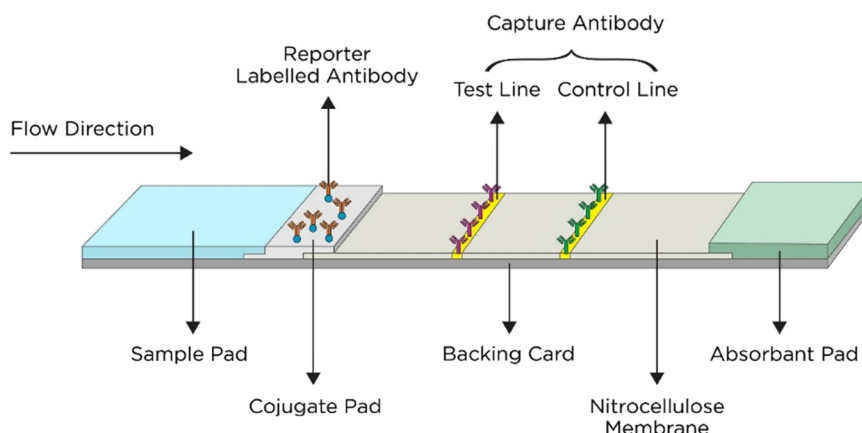 Capture Antibody
Reporter
Labelled Antibody
Test Line
Control Line
Flow Direction
Sample Pad
Backing Card
Absorbant Pad
Cojugate Pad
Nitrocellulose
Membrane